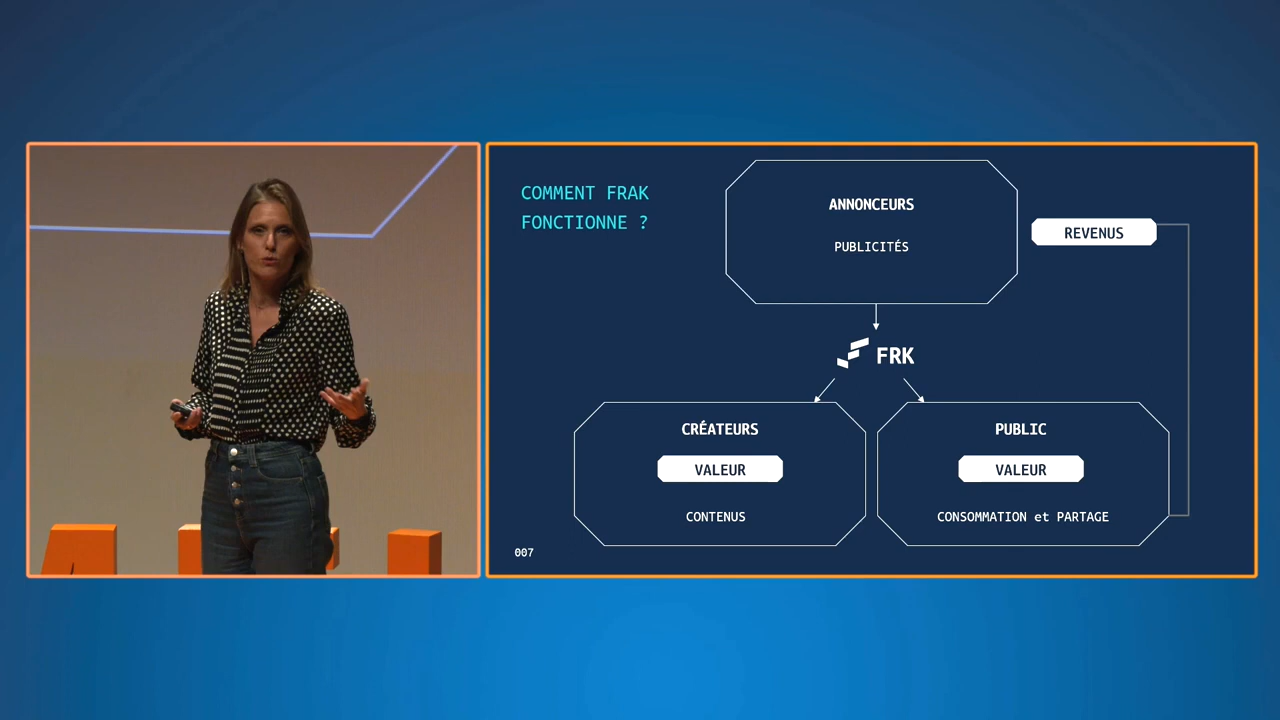 COMMENT FRAK
FONCTIONNE ?
ANNONCEURS
PUBLICITÉS
REVENUS
FRK
CRÉATEURS
VALEUR
CONTENUS
PUBLIC
VALEUR
CONSOMMATION et PARTAGE
007